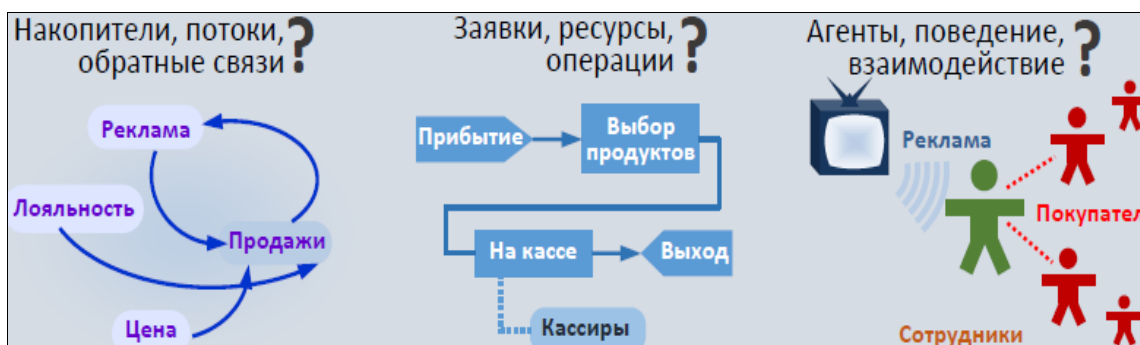 Накопители, потоки,
обратные связи ?
Реклама
Лояльность
Продажи
Цена
Заявки, ресурсы,
операции ?
Прибытие
Выбор
продуктов
На кассе
Выход
Кассиры
Агенты, поведение,
взаимодействие ?
Реклама
Покупател
Сотрудники